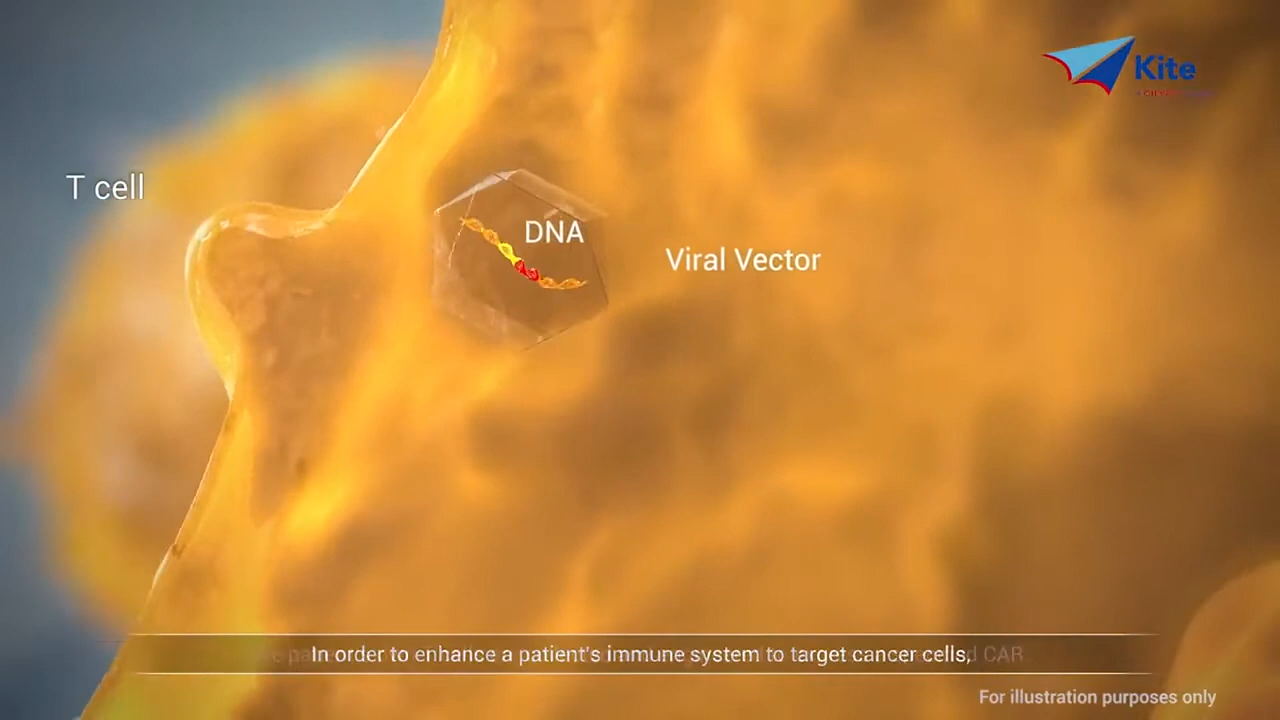 Kite
T cell
DNA
Viral Vector
In order to enhance a patient's immune system to target cancer cells,
CAR
For illustration purposes only